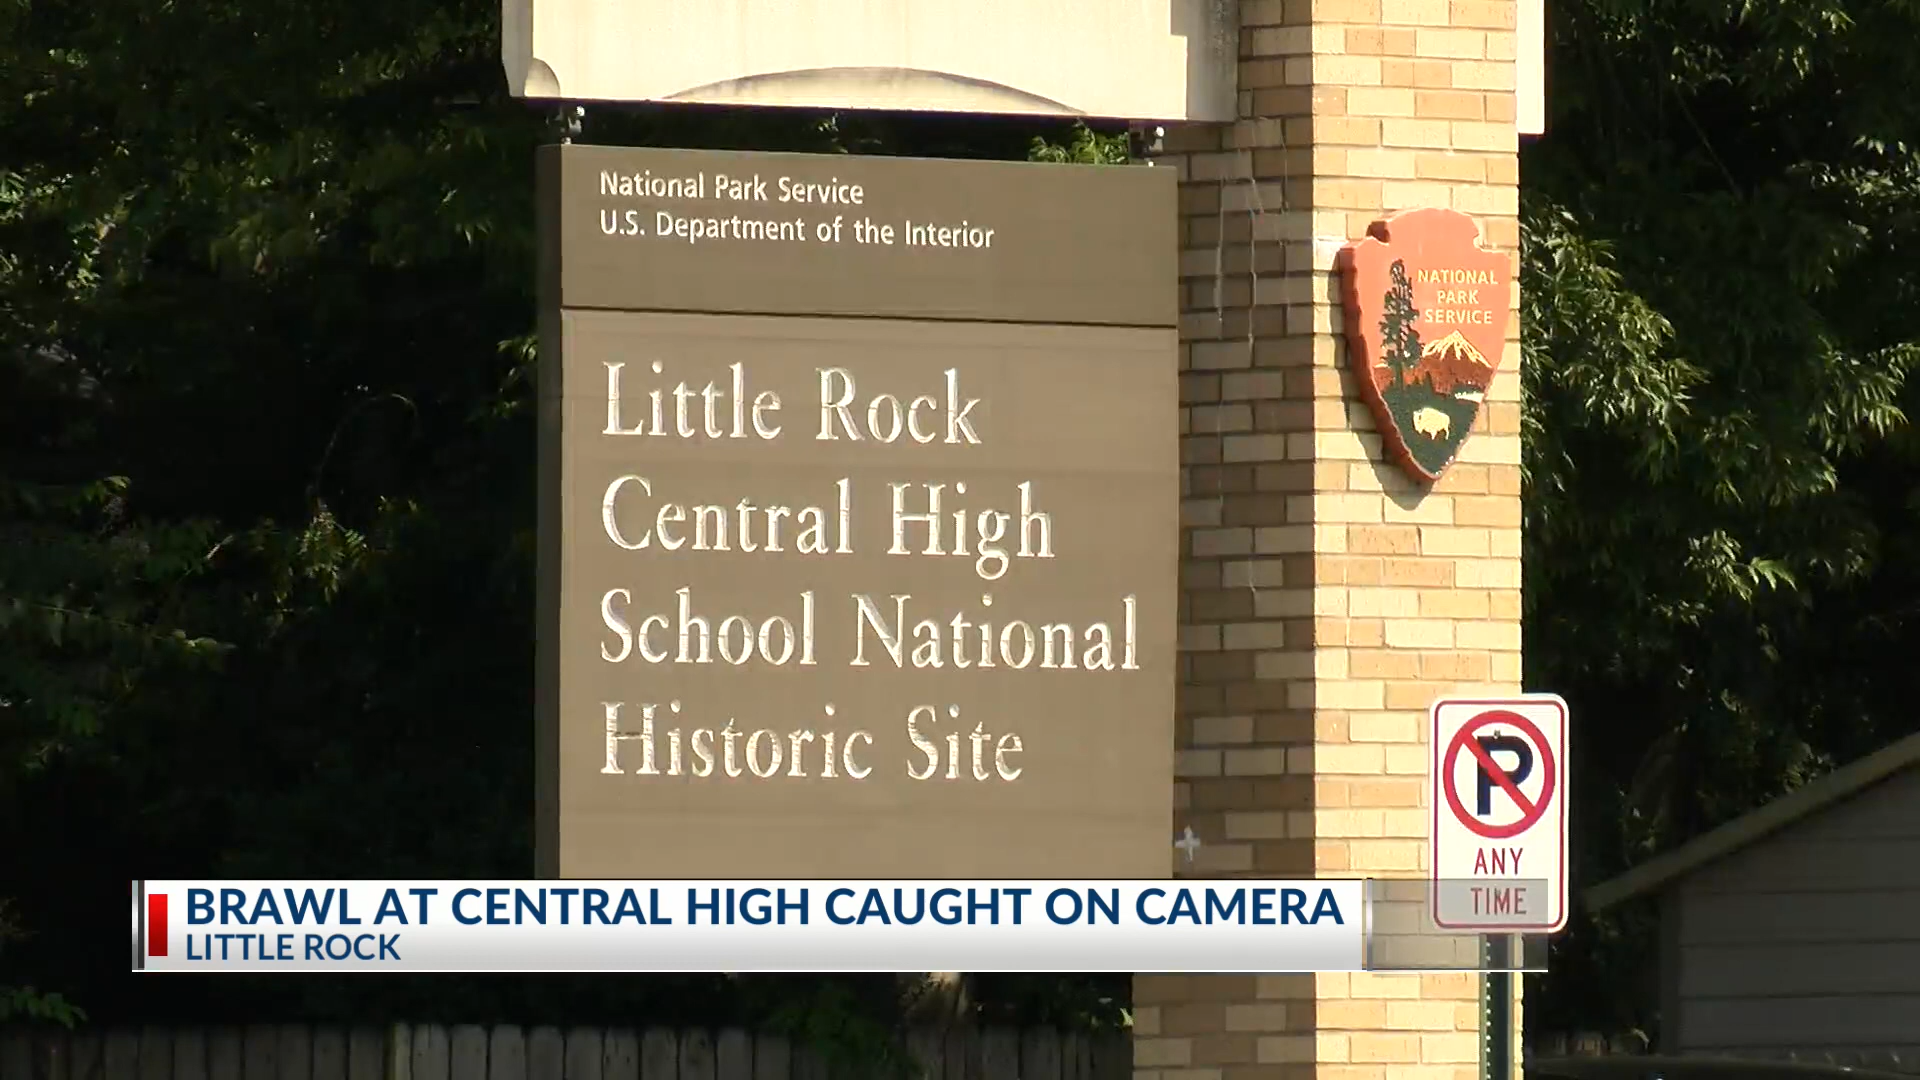 National Park Service
U.S. Department of the Interior
Little Rock
Central High
School National
Historic Site
NATIONAL
PARK
SERVICE
P
ANY
TIME
BRAWL AT CENTRAL HIGH CAUGHT ON CAMERA
LITTLE ROCK